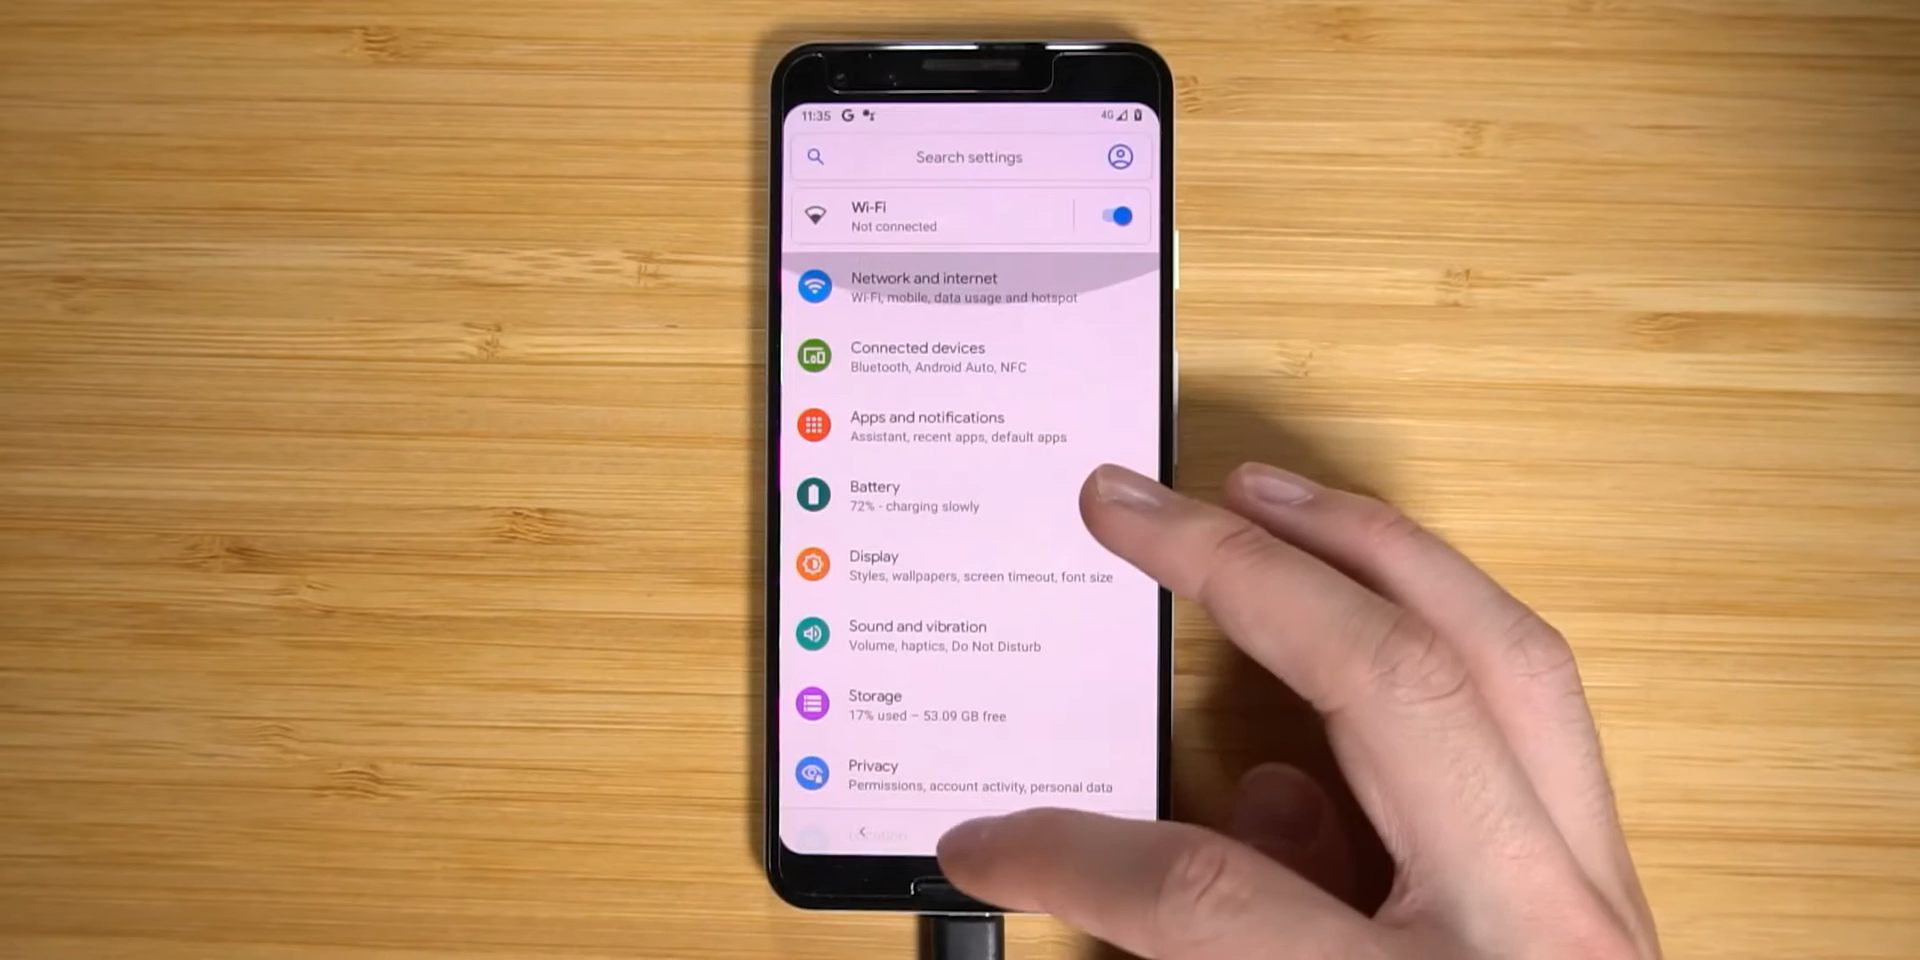 11:35 G 4G
Search settings
Wi-Fi
Not connected
Network and internet
Wi-Fi, mobile, data usage and hotspot
Connected devices
Bluetooth, Android Auto, NFC
Apps and notifications
Assistant, recent apps, default apps
Battery
72% - charging slowly
Display
Styles, wallpapers, screen timeout, font size
Sound and vibration
Volume, haptics, Do Not Disturb
Storage
17% used – 53.09 GB free
Privacy
Permissions, account activity, personal data
Location